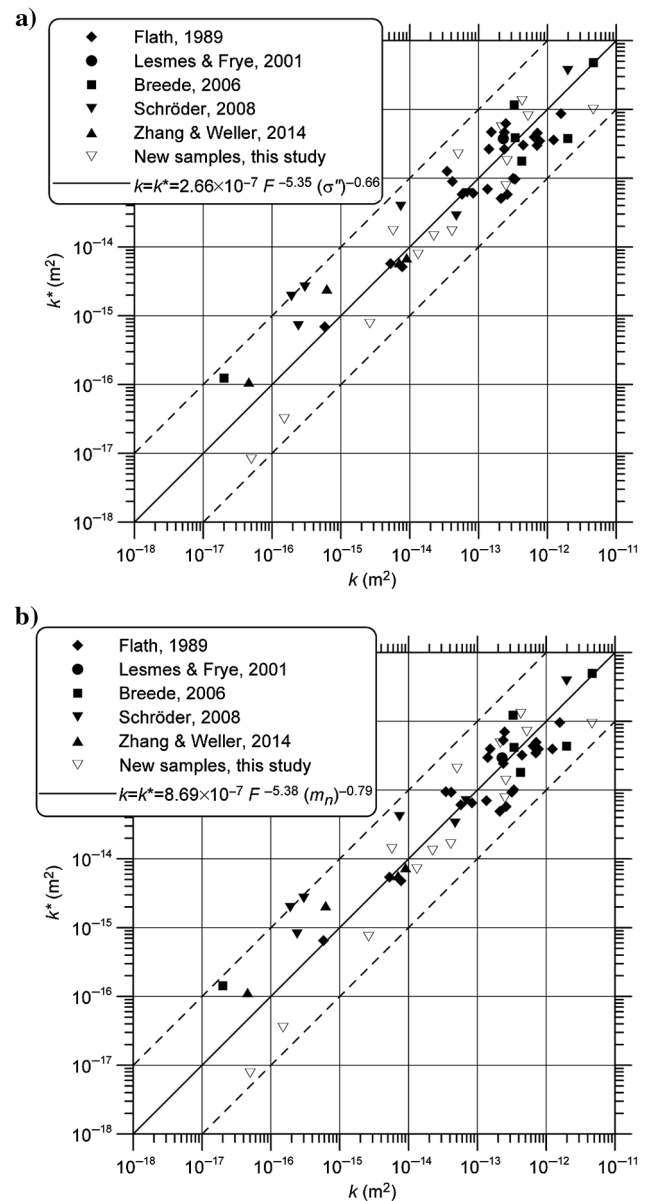 a)
Flath, 1989
Lesmes & Frye, 2001
Breede, 2006
Schröder, 2008
Zhang & Weller, 2014
New samples, this study
k=k*=2.66×10⁻⁷ F ⁻⁵·³⁵ (σ″)⁻⁰·⁶⁶
10⁻¹⁴
10⁻¹⁵
10⁻¹⁶
10⁻¹⁷
10⁻¹⁸
k* (m²)
10⁻¹⁸ 10⁻¹⁷ 10⁻¹⁶ 10⁻¹⁵ 10⁻¹⁴ 10⁻¹³ 10⁻¹² 10⁻¹¹
k (m²)
b)
Flath, 1989
Lesmes & Frye, 2001
Breede, 2006
Schröder, 2008
Zhang & Weller, 2014
New samples, this study
k=k*=8.69×10⁻⁷ F ⁻⁵·³⁸ (mₙ)⁻⁰·⁷⁹
10⁻¹⁴
10⁻¹⁵
10⁻¹⁶
10⁻¹⁷
10⁻¹⁸
k* (m²)
10⁻¹⁸ 10⁻¹⁷ 10⁻¹⁶ 10⁻¹⁵ 10⁻¹⁴ 10⁻¹³ 10⁻¹² 10⁻¹¹
k (m²)